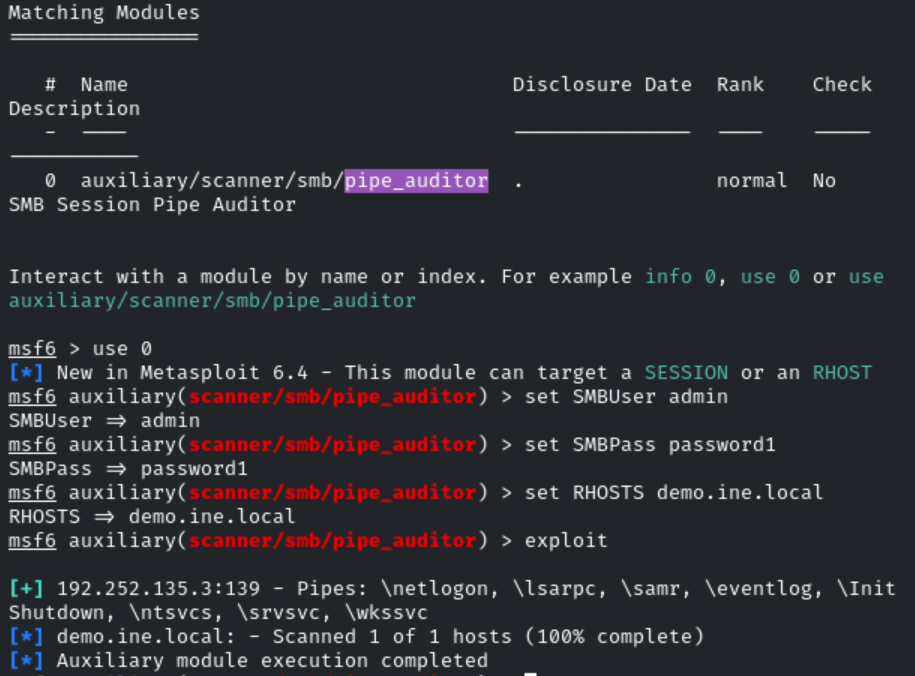 Matching Modules
================
#  Name                                Disclosure Date  Rank    Check
Description
-  ----                                ---------------  ----    -----
-----------
0  auxiliary/scanner/smb/pipe_auditor  .                normal  No
SMB Session Pipe Auditor
Interact with a module by name or index. For example info 0, use 0 or use
auxiliary/scanner/smb/pipe_auditor
msf6 > use 0
[*] New in Metasploit 6.4 - This module can target a SESSION or an RHOST
msf6 auxiliary(scanner/smb/pipe_auditor) > set SMBUser admin
SMBUser => admin
msf6 auxiliary(scanner/smb/pipe_auditor) > set SMBPass password1
SMBPass => password1
msf6 auxiliary(scanner/smb/pipe_auditor) > set RHOSTS demo.ine.local
RHOSTS => demo.ine.local
msf6 auxiliary(scanner/smb/pipe_auditor) > exploit
[+] 192.252.135.3:139 - Pipes: \netlogon, \lsarpc, \samr, \eventlog, \Init
Shutdown, \ntsvcs, \srvsvc, \wkssvc
[*] demo.ine.local: - Scanned 1 of 1 hosts (100% complete)
[*] Auxiliary module execution completed